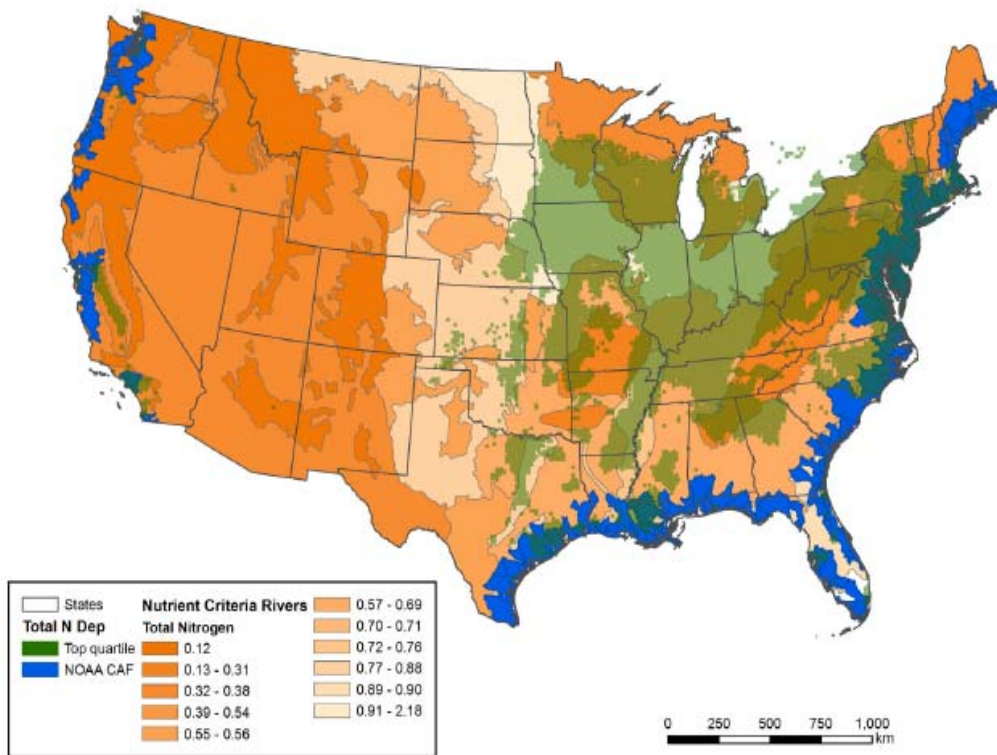 States
Total N Dep
Top quartile
NOAA CAF
Nutrient Criteria Rivers
Total Nitrogen
0.12
0.13 - 0.31
0.32 - 0.38
0.39 - 0.54
0.55 - 0.56
0.57 - 0.69
0.70 - 0.71
0.72 - 0.76
0.77 - 0.88
0.89 - 0.90
0.91 - 2.18
0 250 500 750 1,000
km